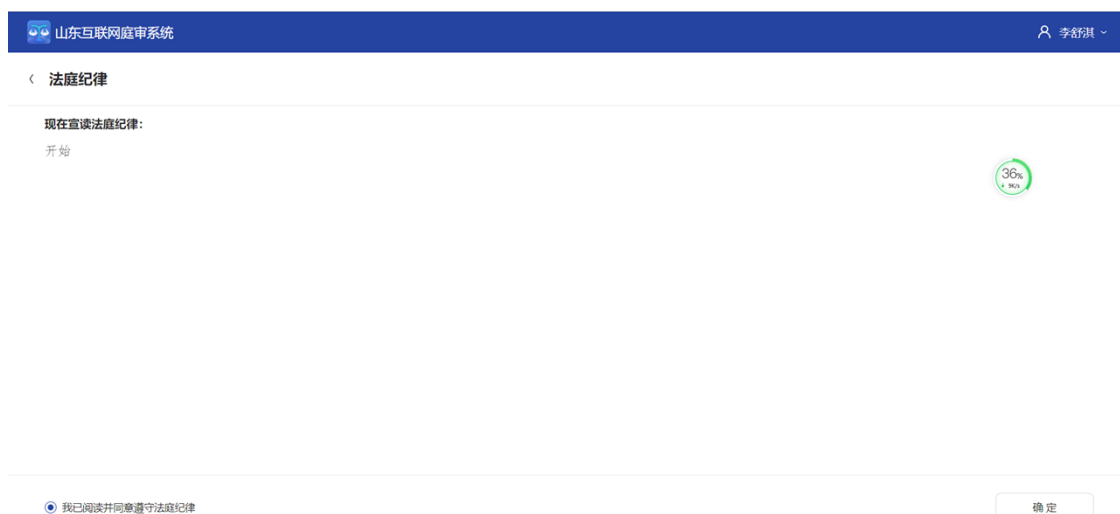 山东互联网庭审系统
李舒淇
法庭纪律
现在宣读法庭纪律：
开始
36%
9K/s
我已阅读并同意遵守法庭纪律
确定